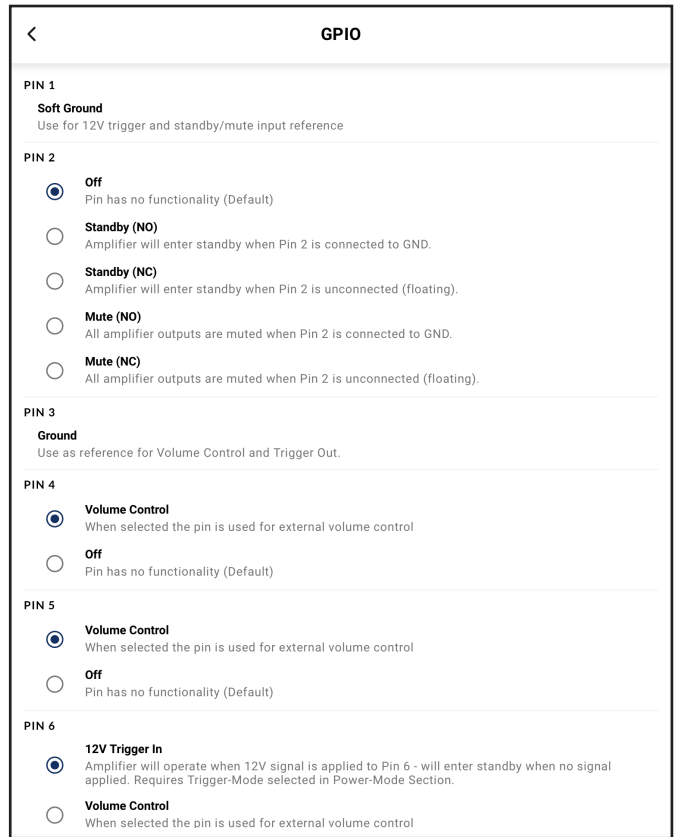 GPIO
PIN 1
Soft Ground
Use for 12V trigger and standby/mute input reference
PIN 2
Off
Pin has no functionality (Default)
Standby (NO)
Amplifier will enter standby when Pin 2 is connected to GND.
Standby (NC)
Amplifier will enter standby when Pin 2 is unconnected (floating).
Mute (NO)
All amplifier outputs are muted when Pin 2 is connected to GND.
Mute (NC)
All amplifier outputs are muted when Pin 2 is unconnected (floating).
PIN 3
Ground
Use as reference for Volume Control and Trigger Out.
PIN 4
Volume Control
When selected the pin is used for external volume control
Off
Pin has no functionality (Default)
PIN 5
Volume Control
When selected the pin is used for external volume control
Off
Pin has no functionality (Default)
PIN 6
12V Trigger In
Amplifier will operate when 12V signal is applied to Pin 6 - will enter standby when no signal
applied. Requires Trigger-Mode selected in Power-Mode Section.
Volume Control
When selected the pin is used for external volume control